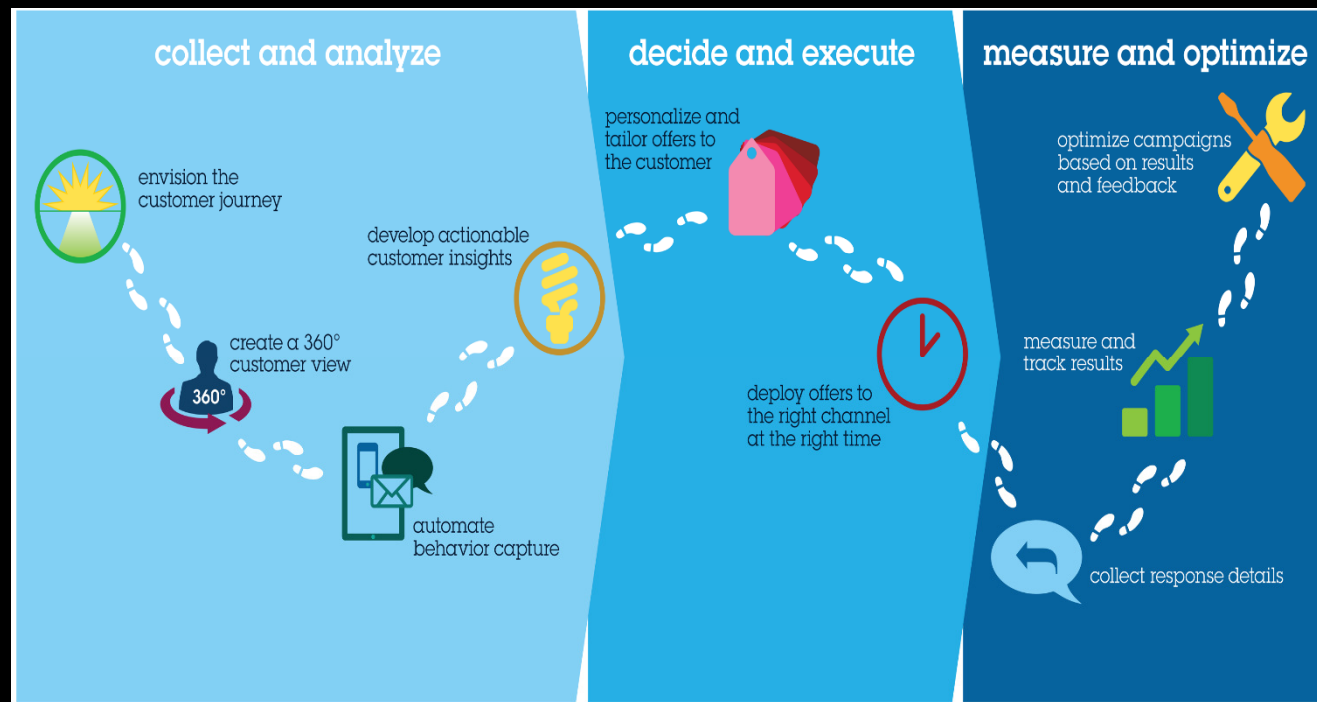 collect and analyze
envision the
customer journey
create a 360°
customer view
360°
automate
behavior capture
develop actionable
customer insights
decide and execute
personalize and
tailor offers to
the customer
deploy offers to
the right channel
at the right time
measure and optimize
collect response details
measure and
track results
optimize campaigns
based on results
and feedback